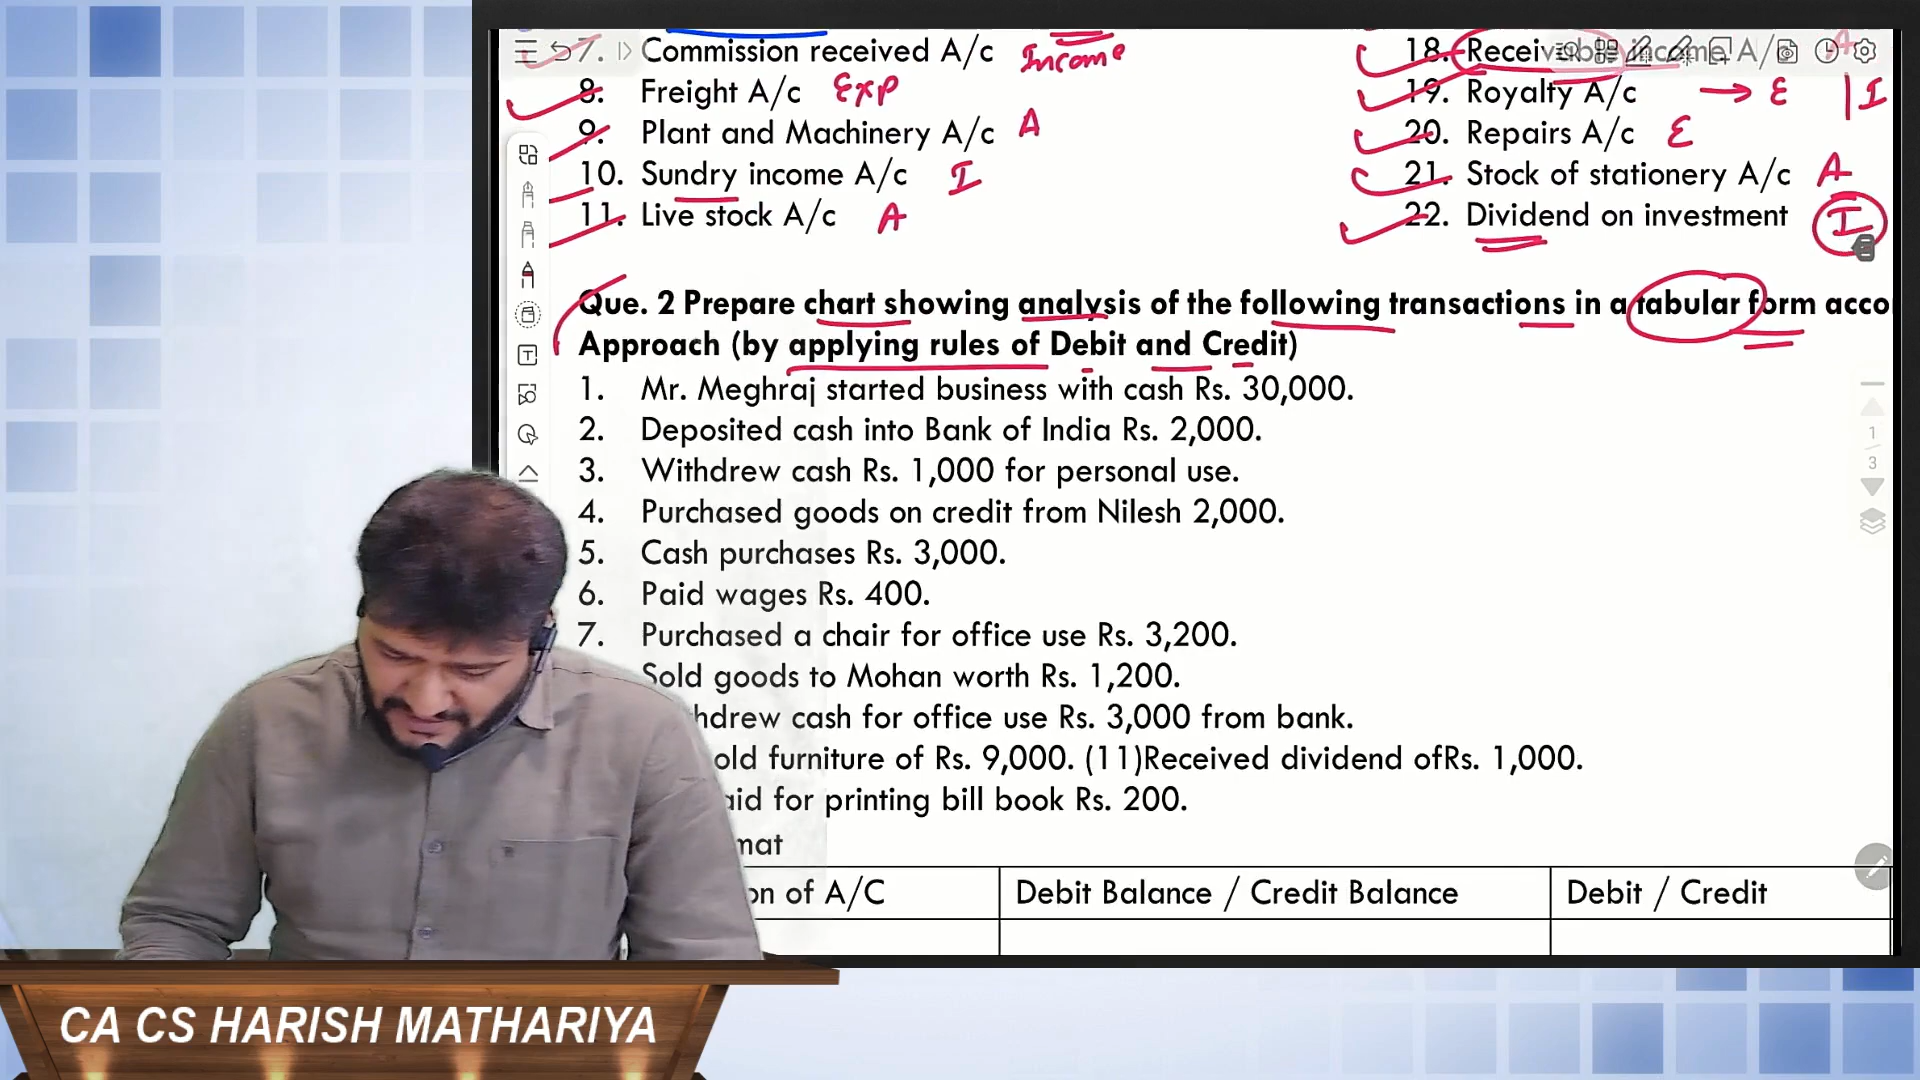 7. Commission received A/c Income
8. Freight A/c Exp
9. Plant and Machinery A/c A
10. Sundry income A/c I
11. Live stock A/c A
18. Receivable income A/ A
19. Royalty A/c → E | I
20. Repairs A/c E
21. Stock of stationery A/c A
22. Dividend on investment I
Que. 2 Prepare chart showing analysis of the following transactions in a tabular form acco
Approach (by applying rules of Debit and Credit)
1. Mr. Meghraj started business with cash Rs. 30,000.
2. Deposited cash into Bank of India Rs. 2,000.
3. Withdrew cash Rs. 1,000 for personal use.
4. Purchased goods on credit from Nilesh 2,000.
5. Cash purchases Rs. 3,000.
6. Paid wages Rs. 400.
7. Purchased a chair for office use Rs. 3,200.
Sold goods to Mohan worth Rs. 1,200.
hdrew cash for office use Rs. 3,000 from bank.
old furniture of Rs. 9,000. (11)Received dividend ofRs. 1,000.
aid for printing bill book Rs. 200.
mat
on of A/C Debit Balance / Credit Balance Debit / Credit
1
3
CA CS HARISH MATHARIYA